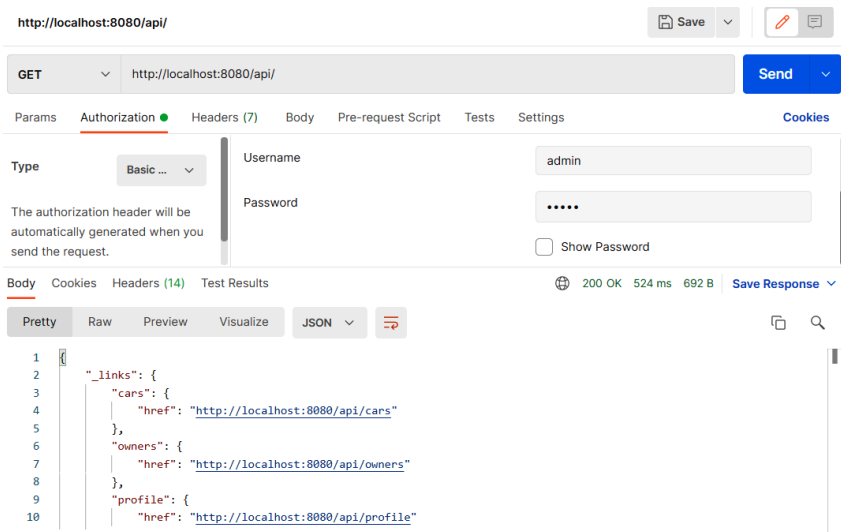 http://localhost:8080/api/ Save
GET http://localhost:8080/api/ Send
Params Authorization Headers (7) Body Pre-request Script Tests Settings Cookies
Type Basic ... Username admin
The authorization header will be
automatically generated when you
send the request.
Password •••••
Show Password
Body Cookies Headers (14) Test Results 200 OK 524 ms 692 B Save Response
Pretty Raw Preview Visualize JSON
1 {
2 "_links": {
3 "cars": {
4 "href": "http://localhost:8080/api/cars"
5 },
6 "owners": {
7 "href": "http://localhost:8080/api/owners"
8 },
9 "profile": {
10 "href": "http://localhost:8080/api/profile"